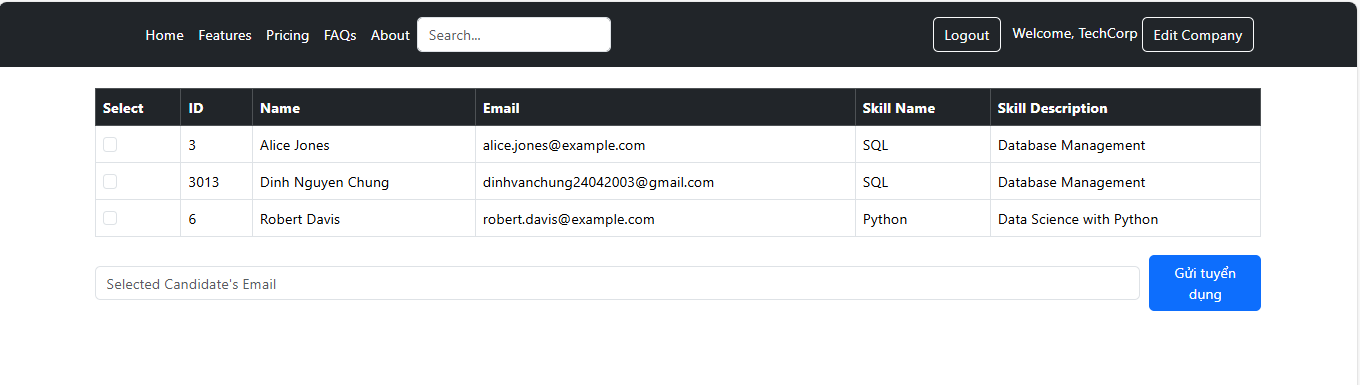 Home Features Pricing FAQs About Search... Logout Welcome, TechCorp Edit Company
Select ID Name Email Skill Name Skill Description
3 Alice Jones alice.jones@example.com SQL Database Management
3013 Dinh Nguyen Chung dinhvanchung24042003@gmail.com SQL Database Management
6 Robert Davis robert.davis@example.com Python Data Science with Python
Selected Candidate's Email
Gửi tuyển
dụng